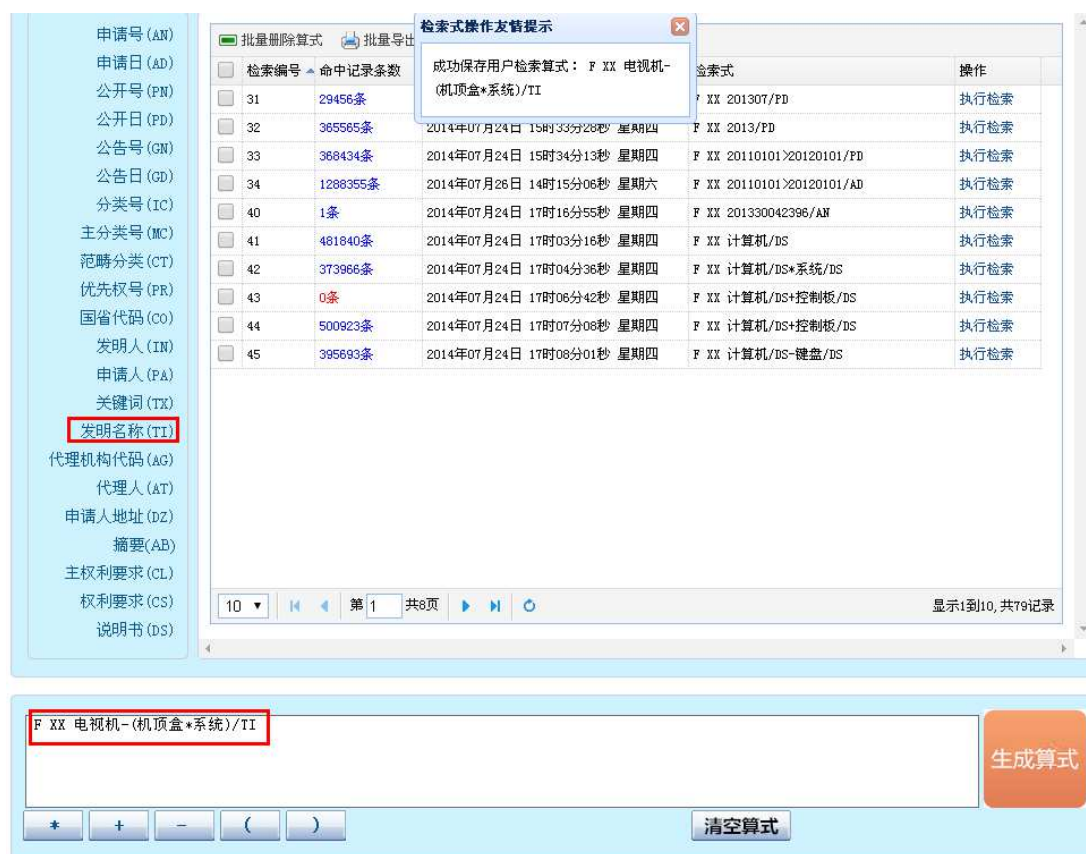 申请号(AN)
申请日(AD)
公开号(PN)
公开日(PD)
公告号(GN)
公告日(GD)
分类号(IC)
主分类号(MC)
范畴分类(CT)
优先权号(PR)
国省代码(CO)
发明人(IN)
申请人(PA)
关键词(TX)
发明名称(TI)
代理机构代码(AG)
代理人(AT)
申请人地址(DZ)
摘要(AB)
主权利要求(CL)
权利要求(CS)
说明书(DS)
批量删除算式 批量导出
检索式操作友情提示
成功保存用户检索算式: F XX 电视机-
(机顶盒*系统)/TI
检索编号 命中记录条数 检索式 操作
31 29456条 F XX 201307/PD 执行检索
32 365565条 2014年07月24日 15时33分28秒 星期四 F XX 2013/PD 执行检索
33 368434条 2014年07月24日 15时34分13秒 星期四 F XX 20110101>20120101/PD 执行检索
34 1288355条 2014年07月26日 14时15分06秒 星期六 F XX 20110101>20120101/AD 执行检索
40 1条 2014年07月24日 17时16分55秒 星期四 F XX 201330042396/AN 执行检索
41 481840条 2014年07月24日 17时03分16秒 星期四 F XX 计算机/DS 执行检索
42 373966条 2014年07月24日 17时04分36秒 星期四 F XX 计算机/DS*系统/DS 执行检索
43 0条 2014年07月24日 17时06分42秒 星期四 F XX 计算机/DS+控制板/DS 执行检索
44 500923条 2014年07月24日 17时07分08秒 星期四 F XX 计算机/DS+控制板/DS 执行检索
45 395693条 2014年07月24日 17时08分01秒 星期四 F XX 计算机/DS-键盘/DS 执行检索
10 第 1 共8页 显示1到10,共79记录
F XX 电视机-(机顶盒*系统)/TI
生成算式
* + - ( ) 清空算式